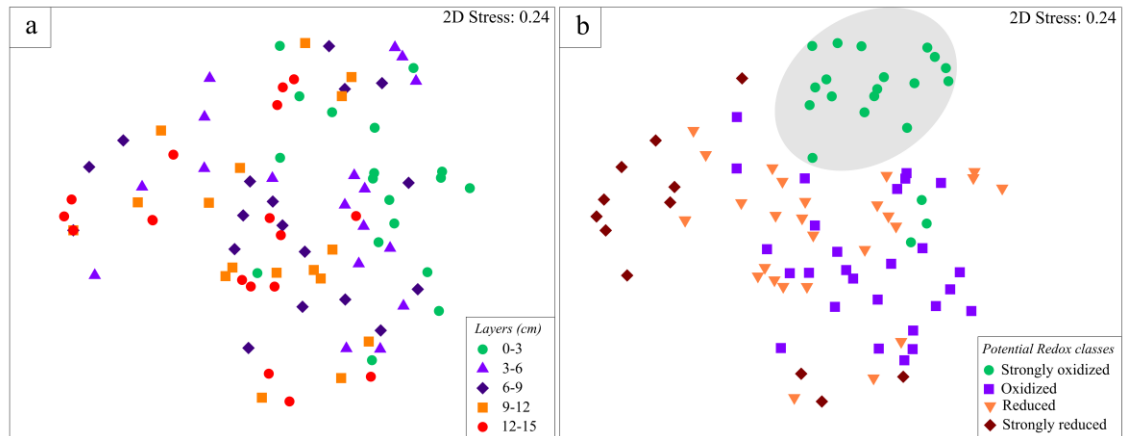 a
2D Stress: 0.24
Layers (cm)
0-3
3-6
6-9
9-12
12-15
b
2D Stress: 0.24
Potential Redox classes
Strongly oxidized
Oxidized
Reduced
Strongly reduced